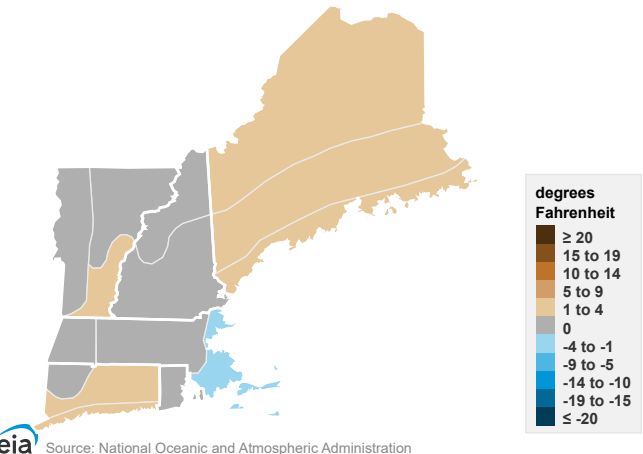 degrees
Fahrenheit
≥ 20
15 to 19
10 to 14
5 to 9
1 to 4
0
-4 to -1
-9 to -5
-14 to -10
-19 to -15
≤ -20
eia Source: National Oceanic and Atmospheric Administration